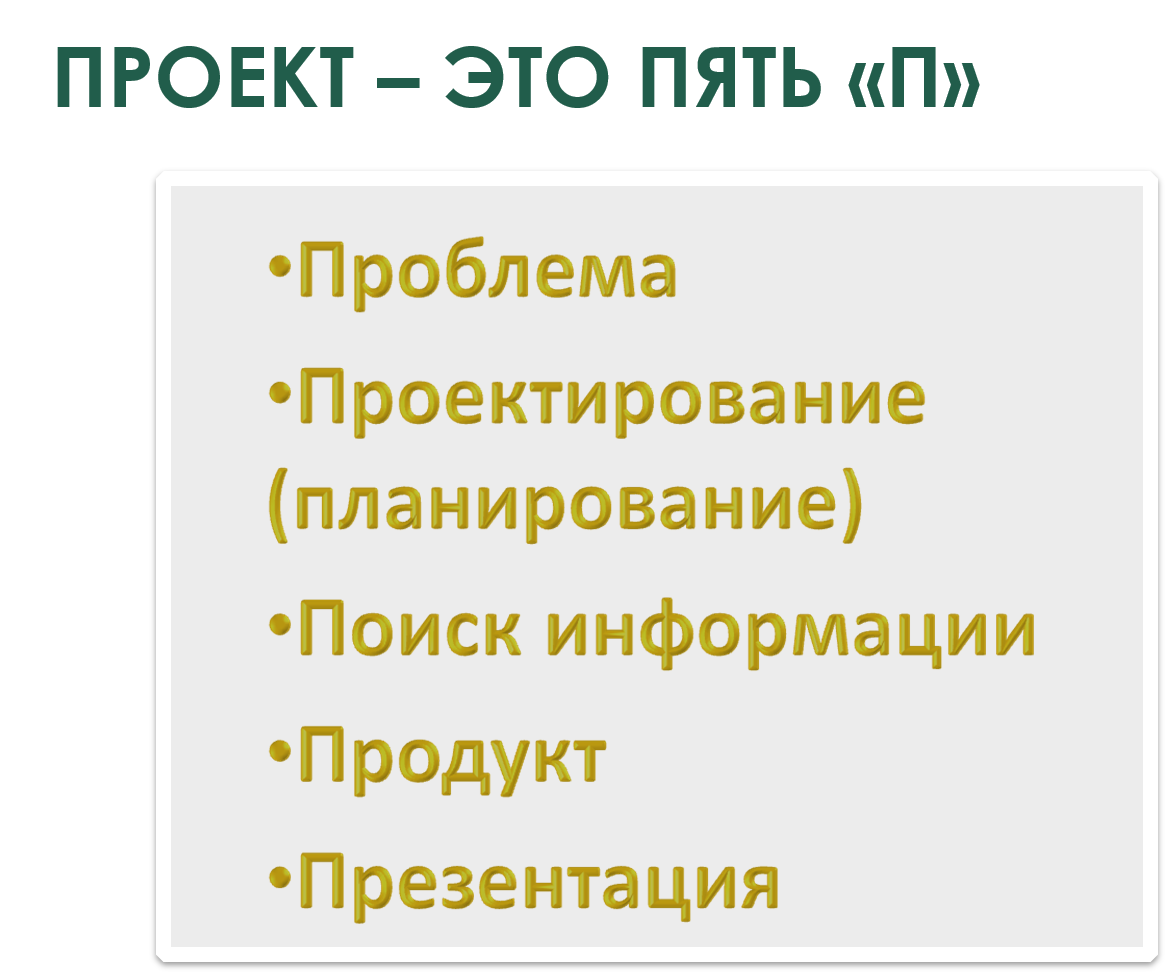 ПРОЕКТ – ЭТО ПЯТЬ «П»
•Проблема
•Проектирование
(планирование)
•Поиск информации
•Продукт
•Презентация